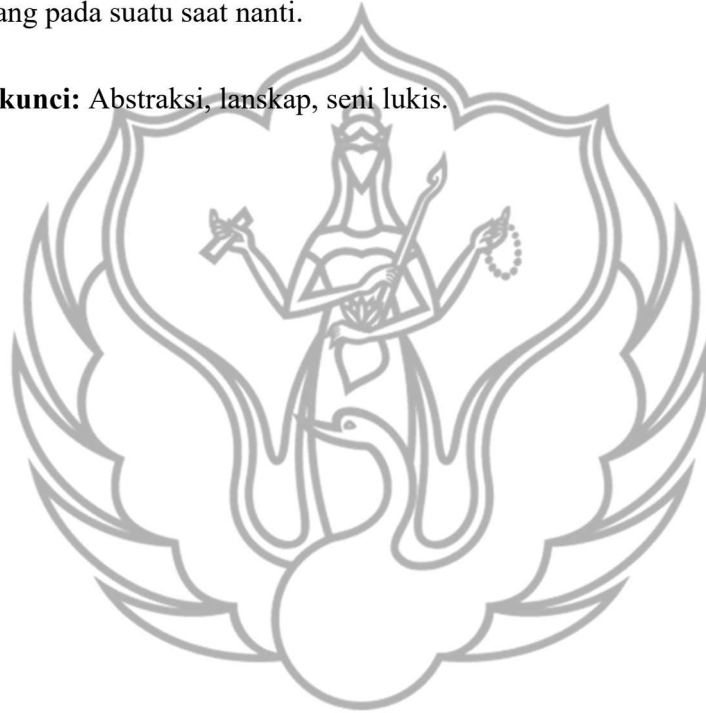 ang pada suatu saat nanti.
kunci: Abstraksi, lanskap, seni lukis.